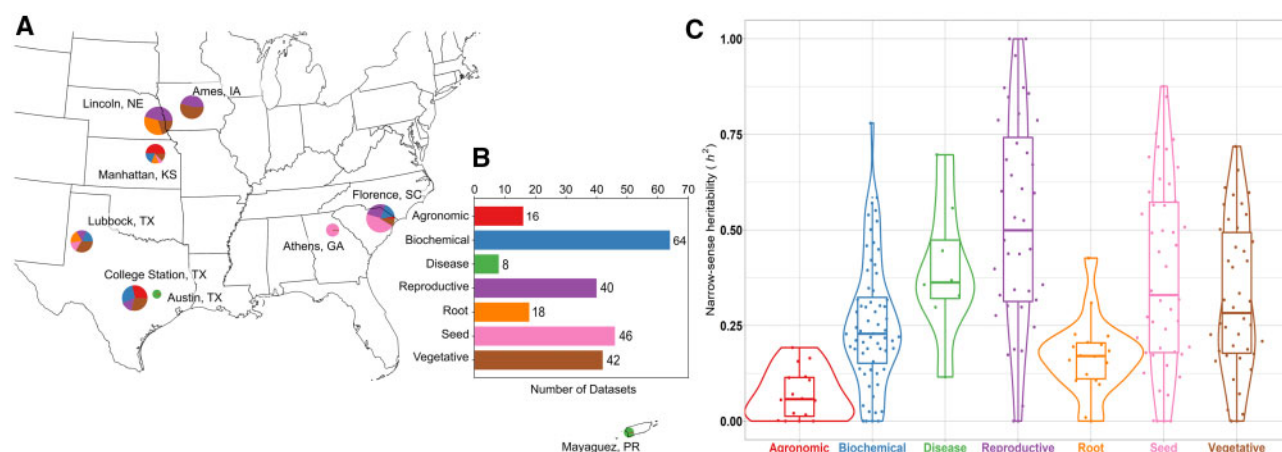 A
Ames, IA
Lincoln, NE
Manhattan, KS
Lubbock, TX
College Station, TX
Austin, TX
Florence, SC
Athens, GA
Mayaguez, PR
B
0 10 20 30 40 50 60 70
Agronomic 16
Biochemical 64
Disease 8
Reproductive 40
Root 18
Seed 46
Vegetative 42
Number of Datasets
C
Narrow-sense heritability ( h²)
1.00
0.75
0.50
0.25
0.00
Agronomic Biochemical Disease Reproductive Root Seed Vegetative